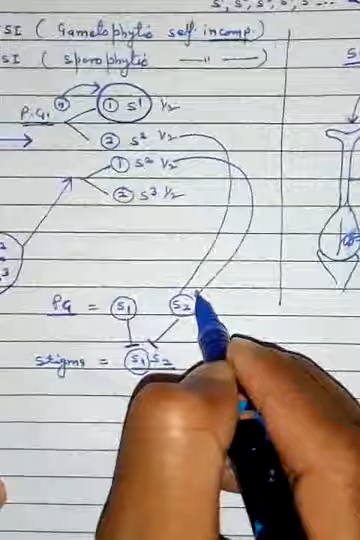 S', S², S³, S', S' ...
SI ( Gametophytic self. incomp.)
SI ( Sporophytic —— " —— )
P.G. ② ① S¹ ½
② S² ½
① S² ½
② S³ ½
PG = S₁ S₂
Stigma = S₁ S₂